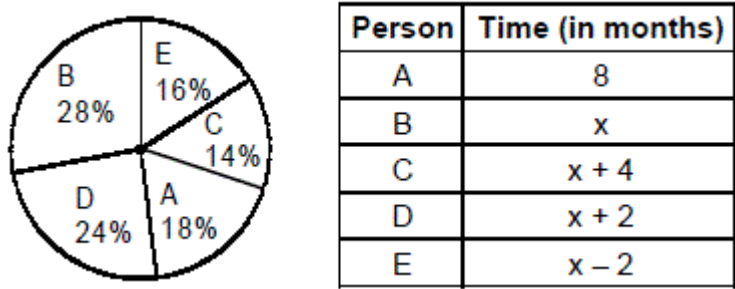 E
16%
B
28%
C
14%
D
24%
A
18%
Person Time (in months)
A 8
B x
C x + 4
D x + 2
E x – 2